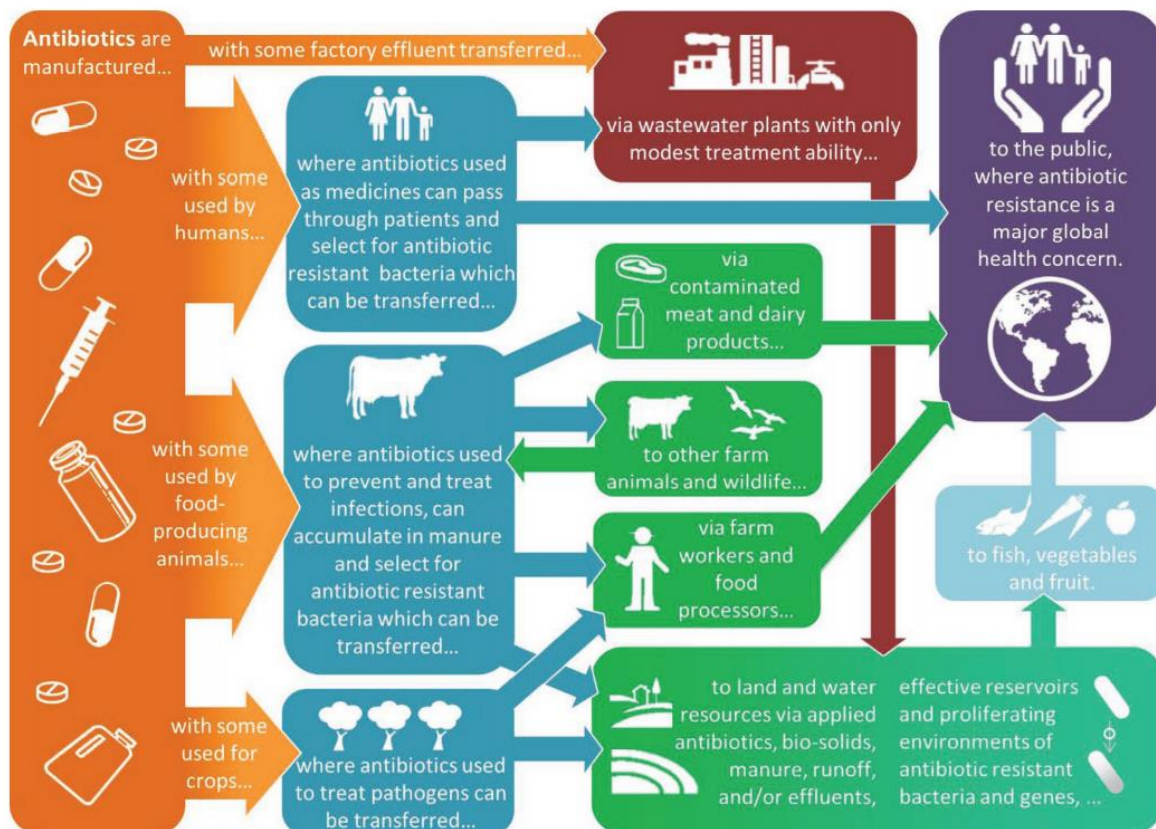 Antibiotics are
manufactured...
with some factory effluent transferred...
with some
used by
humans...
with some
used by
food-
producing
animals...
with some
used for
crops...
where antibiotics used
as medicines can pass
through patients and
select for antibiotic
resistant bacteria which
can be transferred...
where antibiotics used
to prevent and treat
infections, can
accumulate in manure
and select for
antibiotic resistant
bacteria which can be
transferred...
where antibiotics used
to treat pathogens can
be transferred...
via wastewater plants with only
modest treatment ability...
via
contaminated
meat and dairy
products...
to other farm
animals and wildlife...
via farm
workers and
food
processors...
to land and water
resources via applied
antibiotics, bio-solids,
manure, runoff,
and/or effluents,
effective reservoirs
and proliferating
environments of
antibiotic resistant
bacteria and genes, ...
to the public,
where antibiotic
resistance is a
major global
health concern.
to fish, vegetables
and fruit.